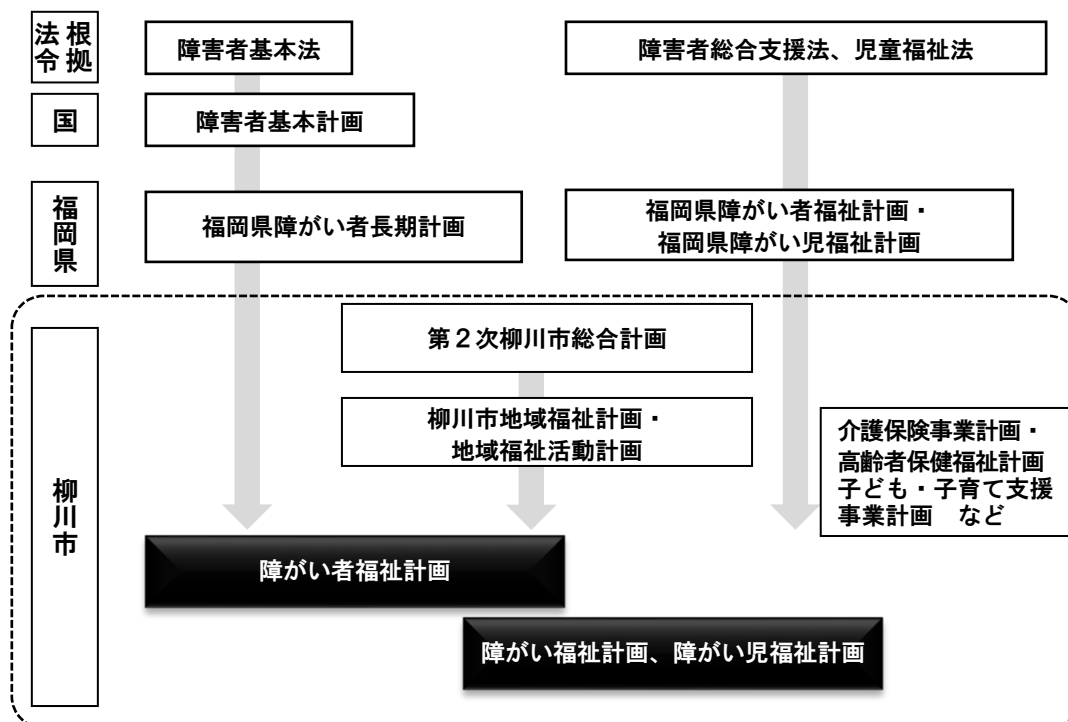 根拠
法令
障害者基本法
障害者総合支援法、児童福祉法
国
障害者基本計画
福岡県
福岡県障がい者長期計画
福岡県障がい者福祉計画・
福岡県障がい児福祉計画
柳川市
第２次柳川市総合計画
柳川市地域福祉計画・
地域福祉活動計画
介護保険事業計画・
高齢者保健福祉計画
子ども・子育て支援
事業計画　など
障がい者福祉計画
障がい福祉計画、障がい児福祉計画